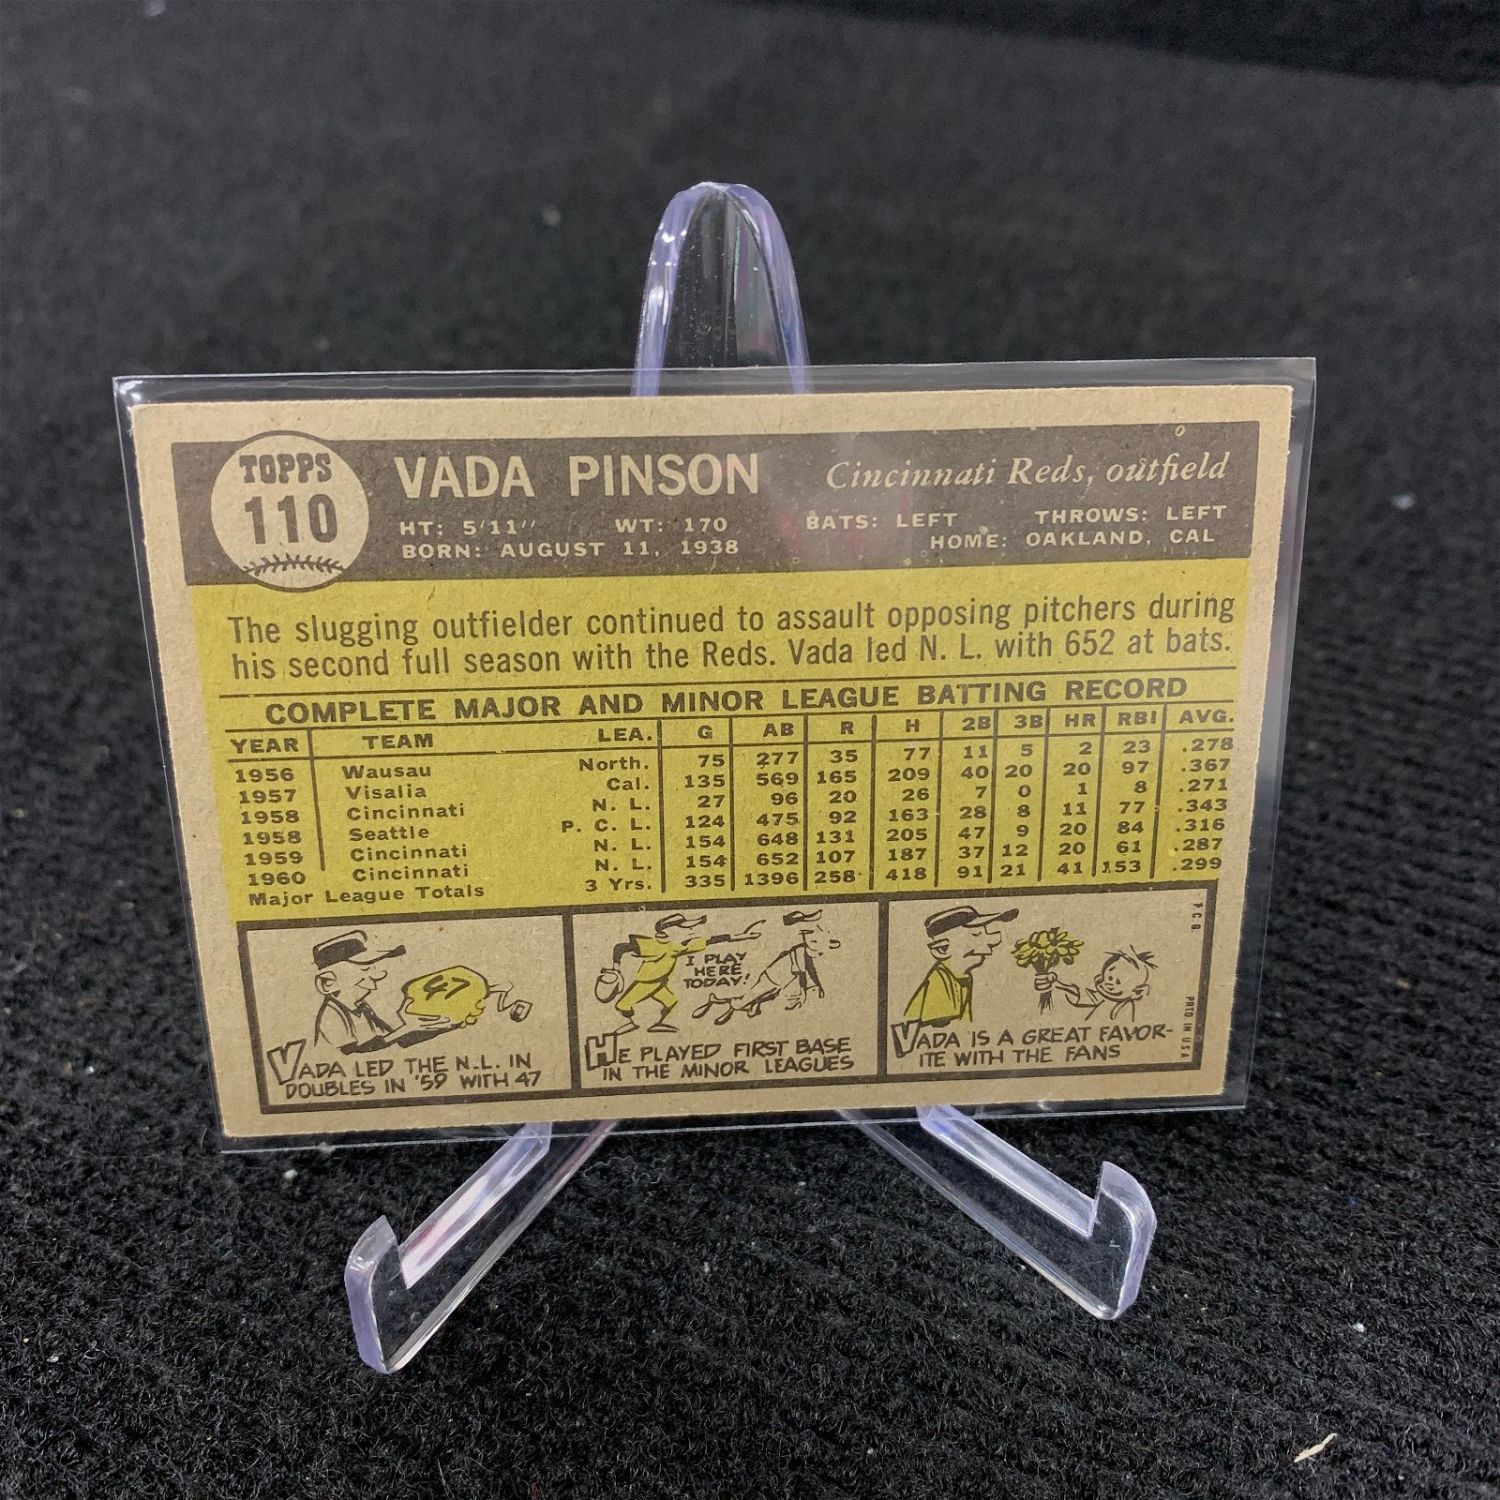 TOPPS
110
VADA PINSON
Cincinnati Reds, outfield
HT: 5'11" WT: 170 BATS: LEFT THROWS: LEFT
BORN: AUGUST 11, 1938 HOME: OAKLAND, CAL
The slugging outfielder continued to assault opposing pitchers during
his second full season with the Reds. Vada led N. L. with 652 at bats.
COMPLETE MAJOR AND MINOR LEAGUE BATTING RECORD
YEAR TEAM LEA. G AB R H 2B 3B HR RBI AVG.
1956 Wausau North. 75 277 35 77 11 5 2 23 .278
1957 Visalia Cal. 135 569 165 209 40 20 20 97 .367
1958 Cincinnati N. L. 27 96 20 26 7 0 1 8 .271
1958 Seattle P. C. L. 124 475 92 163 28 8 11 77 .343
1959 Cincinnati N. L. 154 648 131 205 47 9 20 84 .316
1960 Cincinnati N. L. 154 652 107 187 37 12 20 61 .287
Major League Totals 3 Yrs. 335 1396 258 418 91 21 41 153 .299
47
VADA LED THE N.L. IN
DOUBLES IN '59 WITH 47
I PLAY
HERE
TODAY!
HE PLAYED FIRST BASE
IN THE MINOR LEAGUES
VADA IS A GREAT FAVOR-
ITE WITH THE FANS
T.C.G. PRTD IN U.S.A.